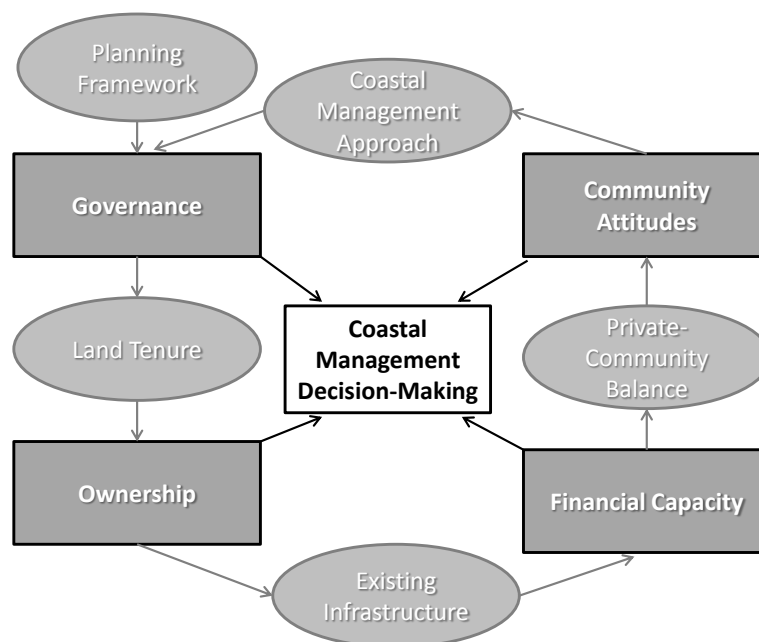 Planning
Framework
Coastal
Management
Approach
Governance
Community
Attitudes
Land Tenure
Coastal
Management
Decision-Making
Private-
Community
Balance
Ownership
Financial Capacity
Existing
Infrastructure